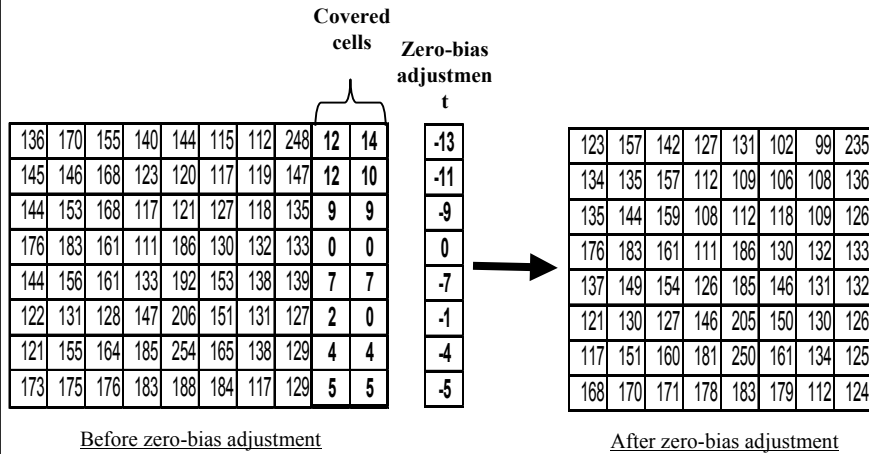 Covered
cells
Zero-bias
adjustmen
t
136 170 155 140 144 115 112 248 12 14
145 146 168 123 120 117 119 147 12 10
144 153 168 117 121 127 118 135 9 9
176 183 161 111 186 130 132 133 0 0
144 156 161 133 192 153 138 139 7 7
122 131 128 147 206 151 131 127 2 0
121 155 164 185 254 165 138 129 4 4
173 175 176 183 188 184 117 129 5 5
-13
-11
-9
0
-7
-1
-4
-5
123 157 142 127 131 102 99 235
134 135 157 112 109 106 108 136
135 144 159 108 112 118 109 126
176 183 161 111 186 130 132 133
137 149 154 126 185 146 131 132
121 130 127 146 205 150 130 126
117 151 160 181 250 161 134 125
168 170 171 178 183 179 112 124
Before zero-bias adjustment
After zero-bias adjustment